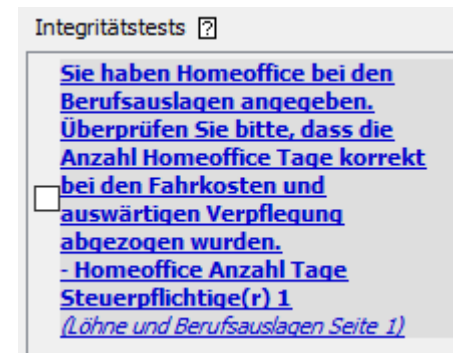 Integritätstests ?
Sie haben Homeoffice bei den
Berufsauslagen angegeben.
Überprüfen Sie bitte, dass die
Anzahl Homeoffice Tage korrekt
bei den Fahrkosten und
auswärtigen Verpflegung
abgezogen wurden.
- Homeoffice Anzahl Tage
Steuerpflichtige(r) 1
(Löhne und Berufsauslagen Seite 1)